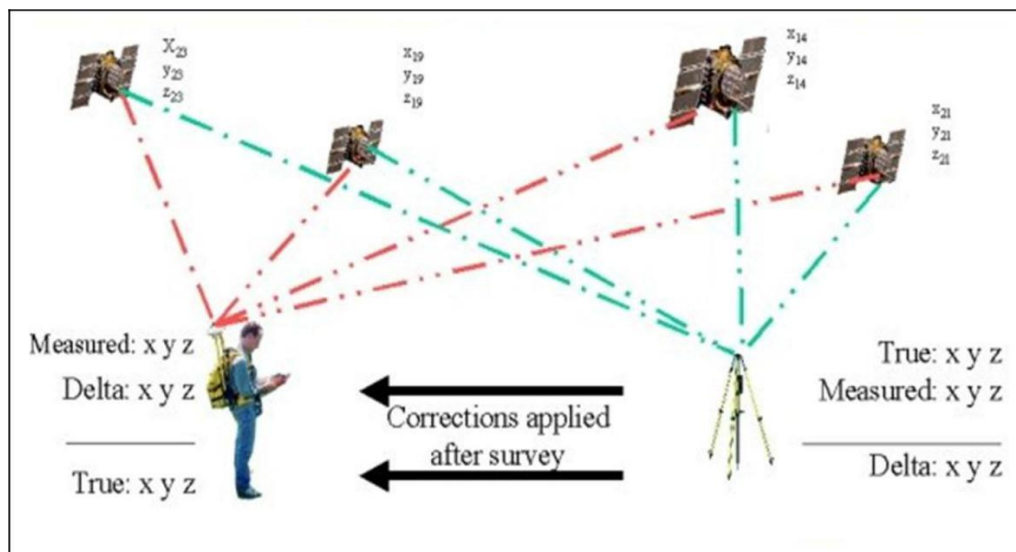 X₂₃
y₂₃
z₂₃
x₁₉
y₁₉
z₁₉
x₁₄
y₁₄
z₁₄
x₂₁
y₂₁
z₂₁
Measured: x y z
Delta: x y z
True: x y z
Corrections applied
after survey
True: x y z
Measured: x y z
Delta: x y z